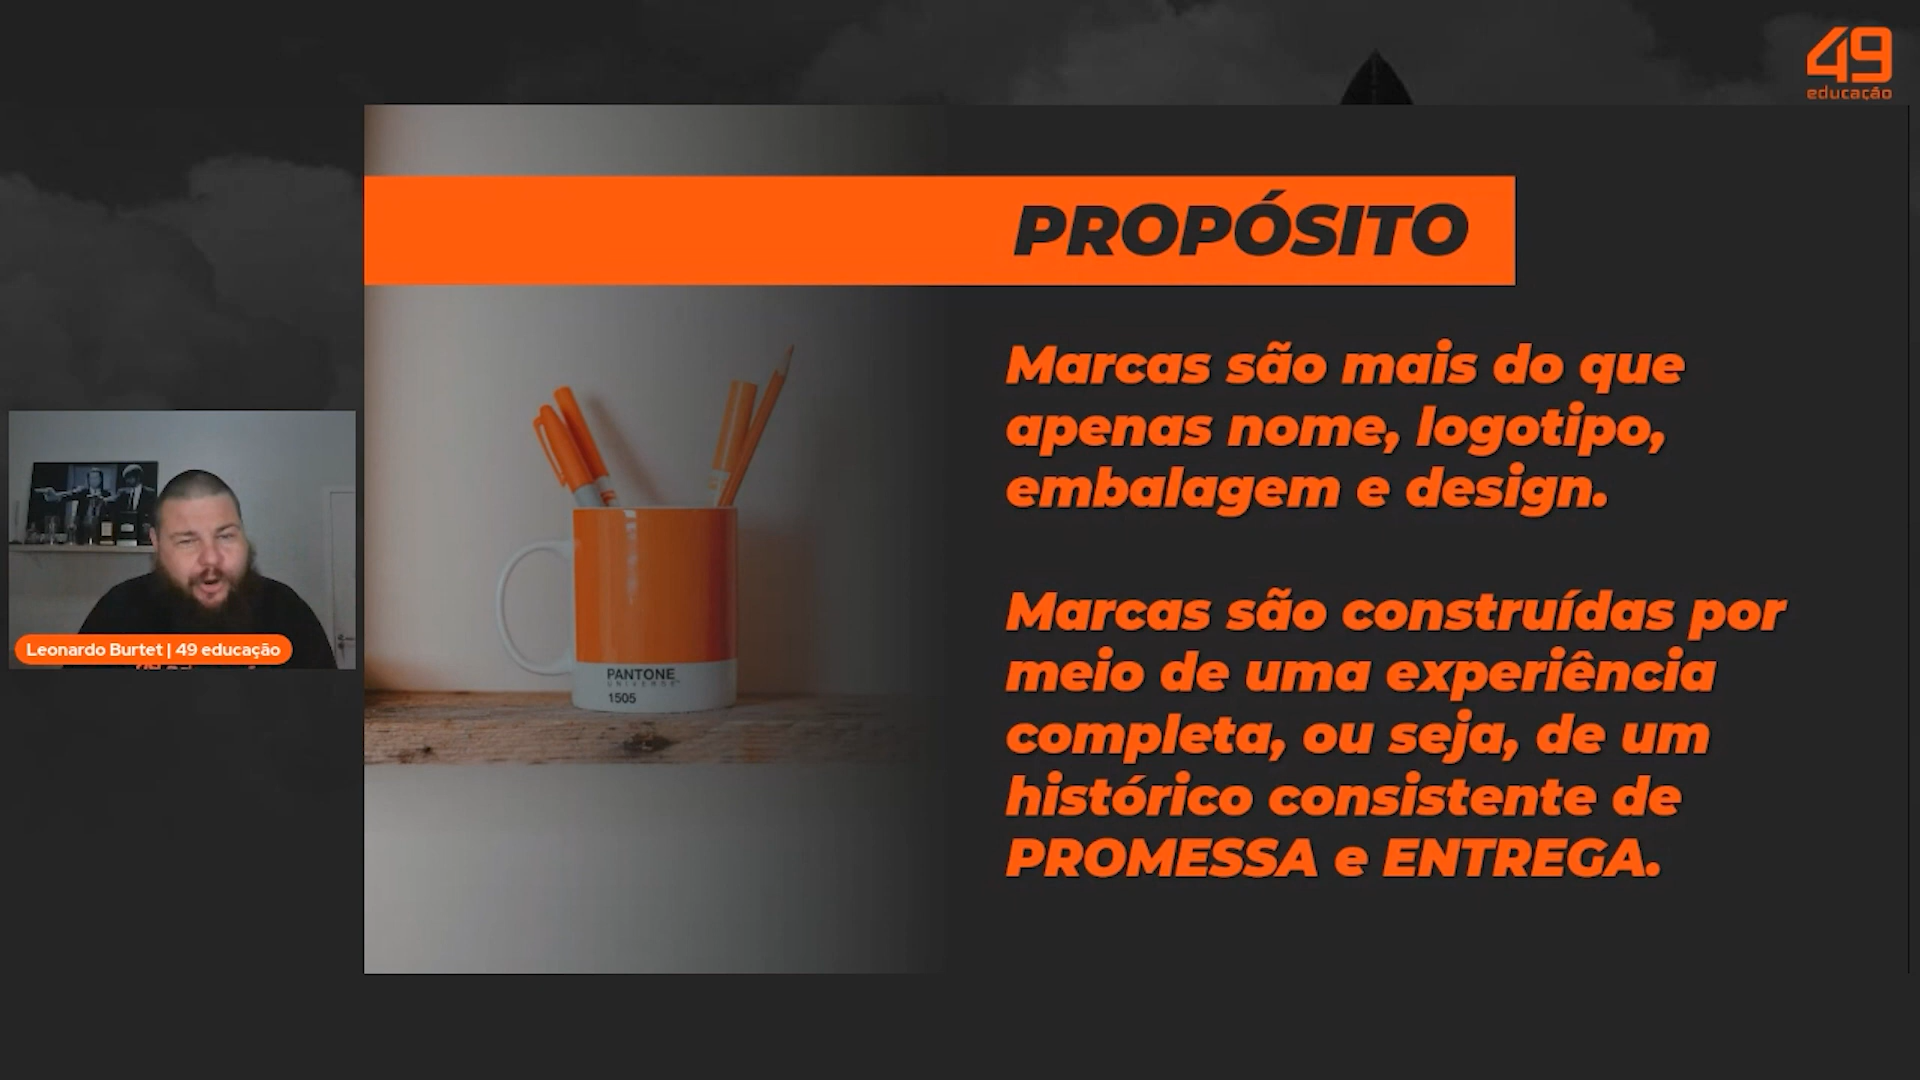 49
educação
PROPÓSITO
Marcas são mais do que
apenas nome, logotipo,
embalagem e design.
Marcas são construídas por
meio de uma experiência
completa, ou seja, de um
histórico consistente de
PROMESSA e ENTREGA.
Leonardo Burtet | 49 educação
PANTONE
UNIVERSE
1505